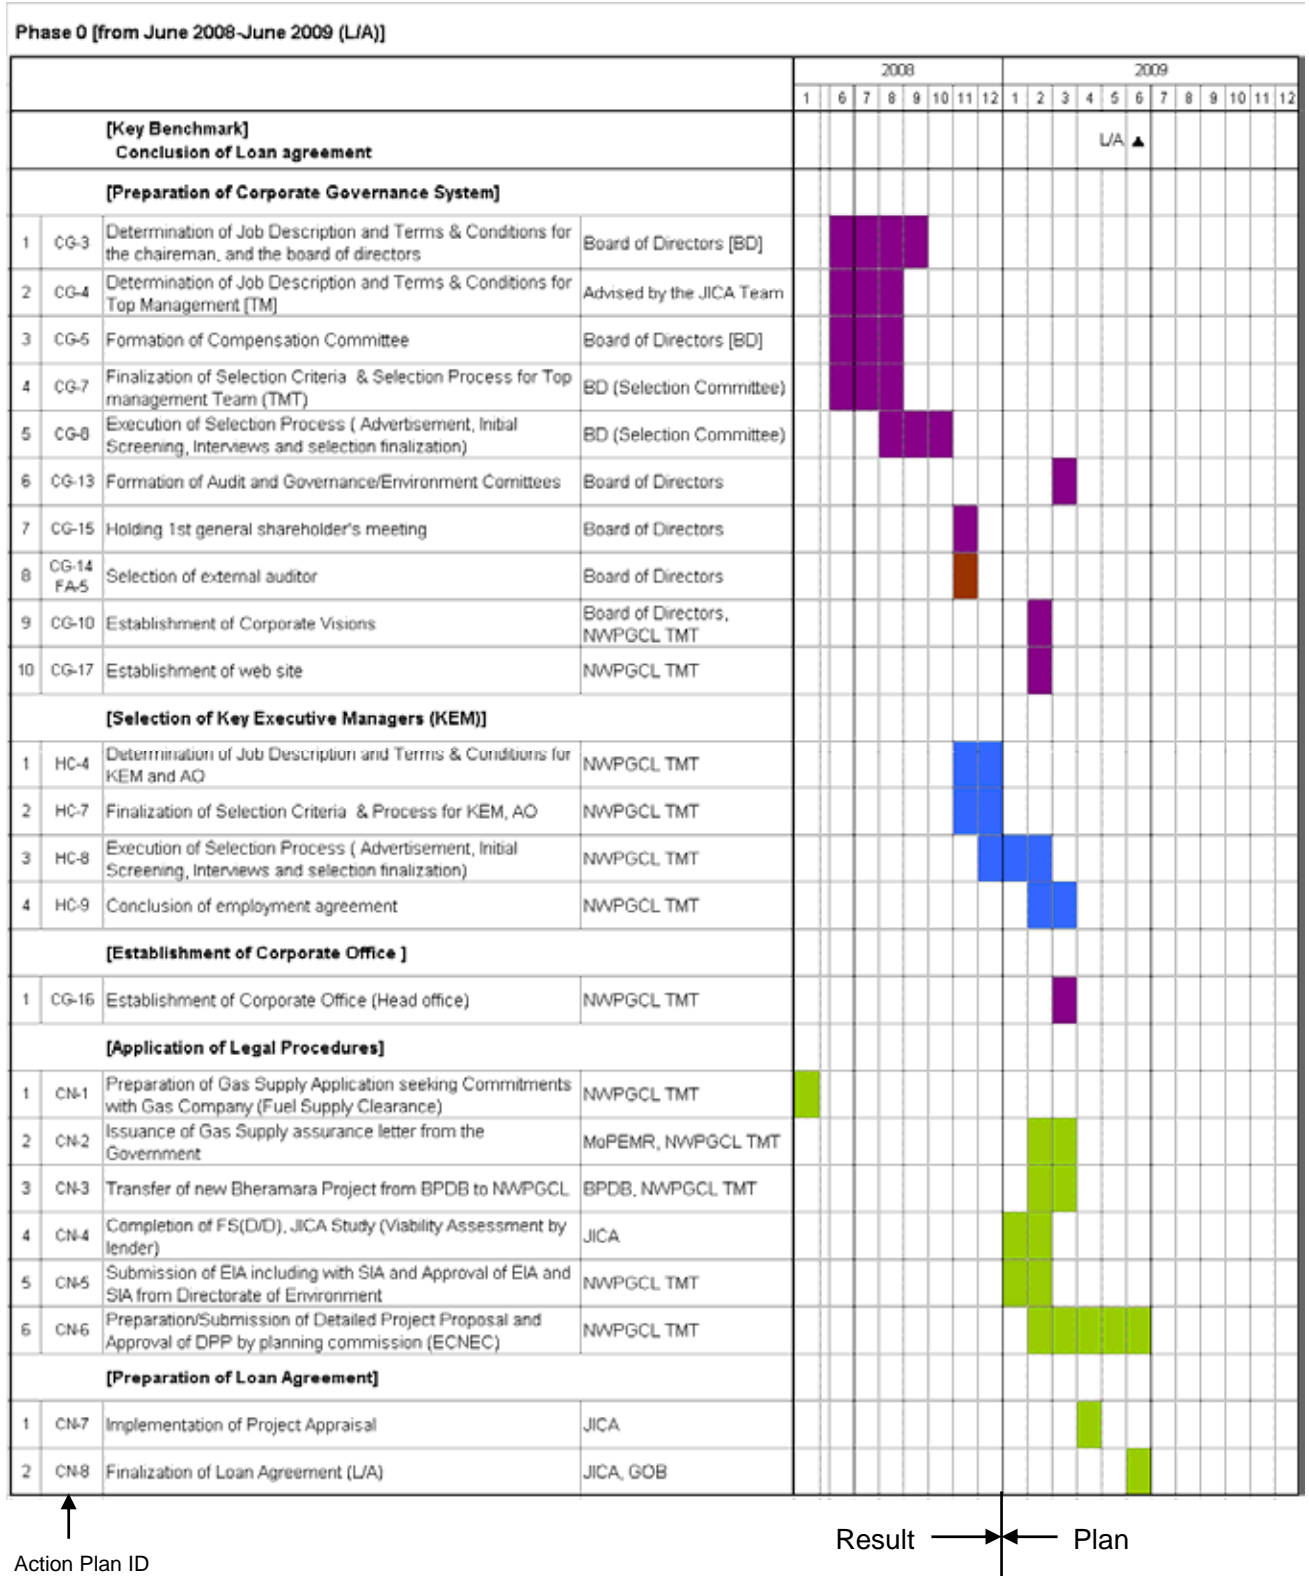 Phase 0 [from June 2008-June 2009 (L/A)]
2008 2009
1 6 7 8 9 10 11 12 1 2 3 4 5 6 7 8 9 10 11 12
[Key Benchmark]
Conclusion of Loan agreement
L/A ▲
[Preparation of Corporate Governance System]
1 CG-3 Determination of Job Description and Terms & Conditions for
the chaireman, and the board of directors
Board of Directors [BD]
2 CG-4 Determination of Job Description and Terms & Conditions for
Top Management [TM]
Advised by the JICA Team
3 CG-5 Formation of Compensation Committee Board of Directors [BD]
4 CG-7 Finalization of Selection Criteria & Selection Process for Top
management Team (TMT)
BD (Selection Committee)
5 CG-8 Execution of Selection Process ( Advertisement, Initial
Screening, Interviews and selection finalization)
BD (Selection Committee)
6 CG-13 Formation of Audit and Governance/Environment Comittees Board of Directors
7 CG-15 Holding 1st general shareholder's meeting Board of Directors
8 CG-14
FA-5
Selection of external auditor Board of Directors
9 CG-10 Establishment of Corporate Visions Board of Directors,
NWPGCL TMT
10 CG-17 Establishment of web site NWPGCL TMT
[Selection of Key Executive Managers (KEM)]
1 HC-4 Determination of Job Description and Terms & Conditions for
KEM and AO
NWPGCL TMT
2 HC-7 Finalization of Selection Criteria & Process for KEM, AO NWPGCL TMT
3 HC-8 Execution of Selection Process ( Advertisement, Initial
Screening, Interviews and selection finalization)
NWPGCL TMT
4 HC-9 Conclusion of employment agreement NWPGCL TMT
[Establishment of Corporate Office ]
1 CG-16 Establishment of Corporate Office (Head office) NWPGCL TMT
[Application of Legal Procedures]
1 CN-1 Preparation of Gas Supply Application seeking Commitments
with Gas Company (Fuel Supply Clearance)
NWPGCL TMT
2 CN-2 Issuance of Gas Supply assurance letter from the
Government
MoPEMR, NWPGCL TMT
3 CN-3 Transfer of new Bheramara Project from BPDB to NWPGCL BPDB, NWPGCL TMT
4 CN-4 Completion of FS(D/D), JICA Study (Viability Assessment by
lender)
JICA
5 CN-5 Submission of EIA including with SIA and Approval of EIA and
SIA from Directorate of Environment
NWPGCL TMT
6 CN-6 Preparation/Submission of Detailed Project Proposal and
Approval of DPP by planning commission (ECNEC)
NWPGCL TMT
[Preparation of Loan Agreement]
1 CN-7 Implementation of Project Appraisal JICA
2 CN-8 Finalization of Loan Agreement (L/A) JICA, GOB
Result Plan
Action Plan ID